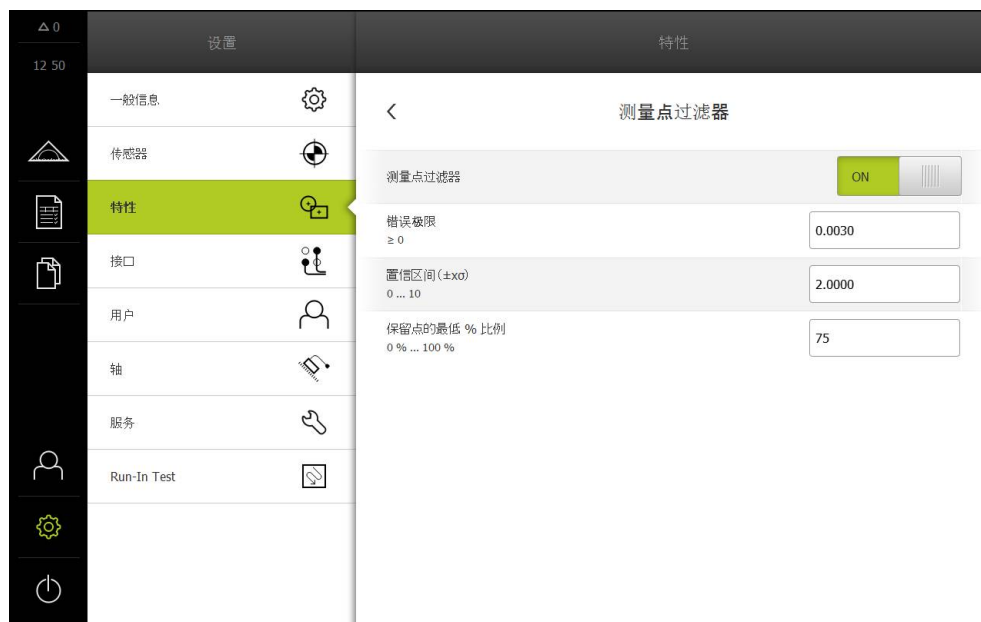 △ 0
12 50
设置
特性
一般信息
传感器
特性
接口
用户
轴
服务
Run-In Test
测量点过滤器
测量点过滤器
ON
错误极限
≥ 0
0.0030
置信区间(±xσ)
0 ... 10
2.0000
保留点的最低 % 比例
0 % ... 100 %
75